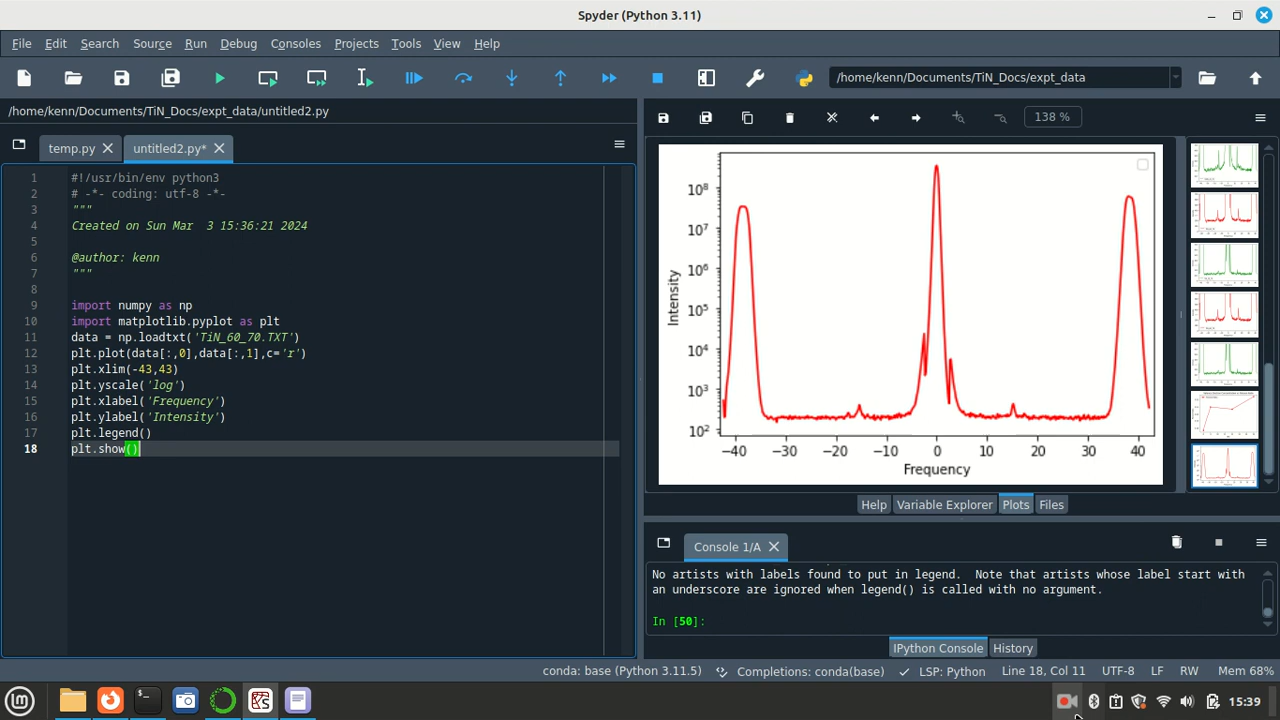 Spyder (Python 3.11)
File Edit Search Source Run Debug Consoles Projects Tools View Help
/home/kenn/Documents/TiN_Docs/expt_data
/home/kenn/Documents/TiN_Docs/expt_data/untitled2.py
138 %
temp.py untitled2.py*
1 #!/usr/bin/env python3
2 # -*- coding: utf-8 -*-
3 """
4 Created on Sun Mar  3 15:36:21 2024
5
6 @author: kenn
7 """
8
9 import numpy as np
10 import matplotlib.pyplot as plt
11 data = np.loadtxt('TiN_60_70.TXT')
12 plt.plot(data[:,0],data[:,1],c='r')
13 plt.xlim(-43,43)
14 plt.yscale('log')
15 plt.xlabel('Frequency')
16 plt.ylabel('Intensity')
17 plt.legend()
18 plt.show()
Intensity
10⁸
10⁷
10⁶
10⁵
10⁴
10³
10²
−40 −30 −20 −10 0 10 20 30 40
Frequency
Help Variable Explorer Plots Files
Console 1/A
No artists with labels found to put in legend.  Note that artists whose label start with
an underscore are ignored when legend() is called with no argument.
In [50]:
IPython Console History
conda: base (Python 3.11.5) Completions: conda(base) LSP: Python Line 18, Col 11 UTF-8 LF RW Mem 68%
15:39